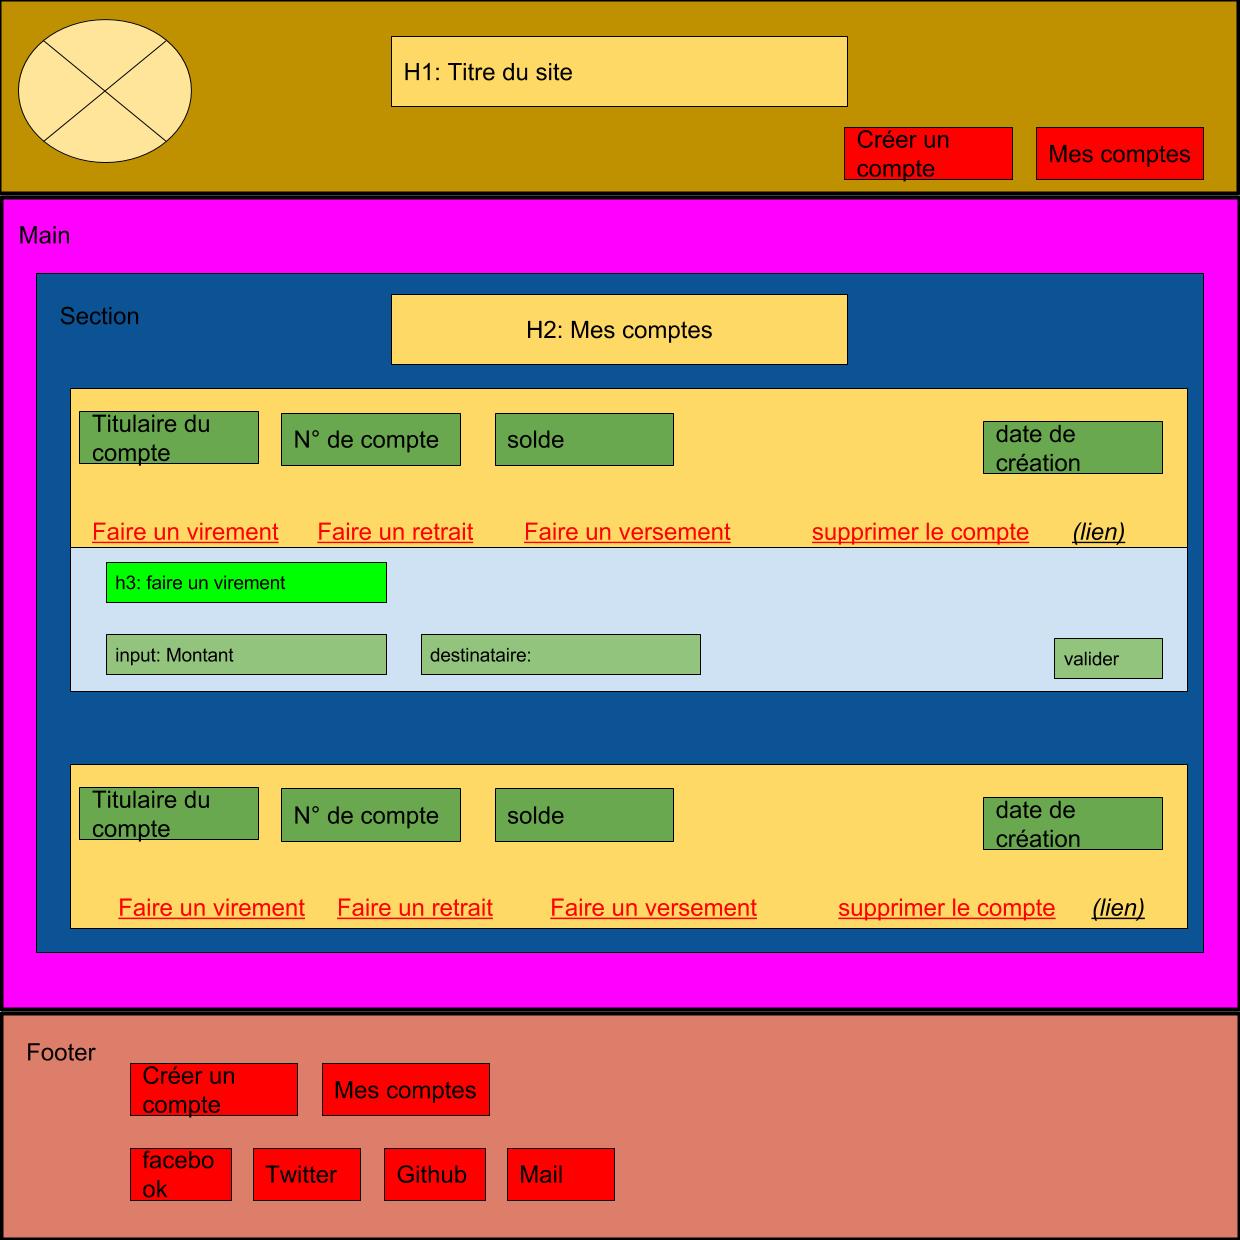 H1: Titre du site
Créer un
compte
Mes comptes
Main
Section
H2: Mes comptes
Titulaire du
compte
N° de compte
solde
date de
création
Faire un virement
Faire un retrait
Faire un versement
supprimer le compte
(lien)
h3: faire un virement
input: Montant
destinataire:
valider
Titulaire du
compte
N° de compte
solde
date de
création
Faire un virement
Faire un retrait
Faire un versement
supprimer le compte
(lien)
Footer
Créer un
compte
Mes comptes
facebo
ok
Twitter
Github
Mail